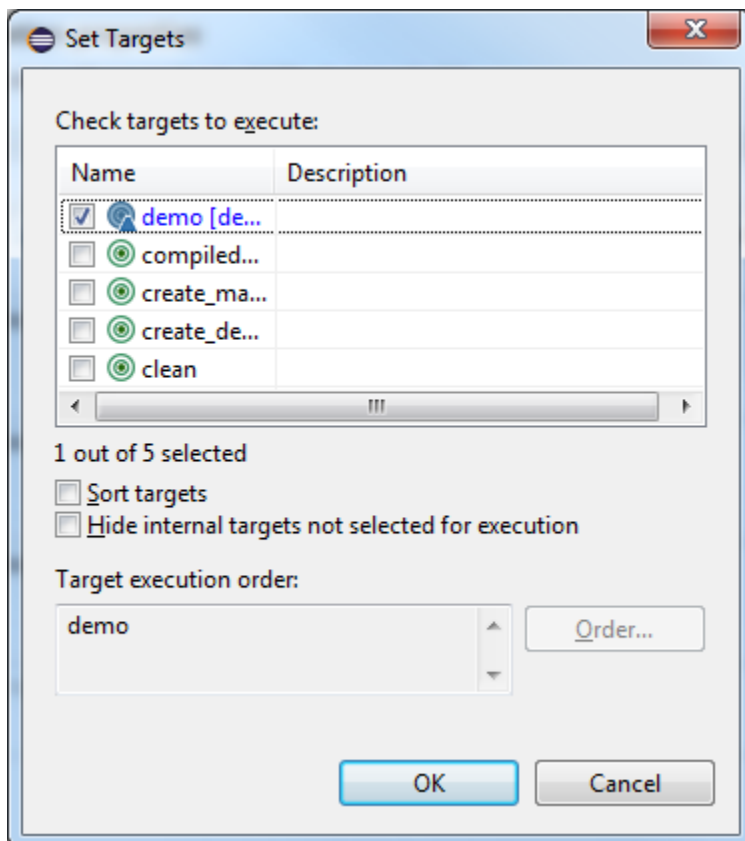 Set Targets
Check targets to execute:
Name Description
demo [de...
compiled...
create_ma...
create_de...
clean
1 out of 5 selected
Sort targets
Hide internal targets not selected for execution
Target execution order:
demo
Order...
OK Cancel